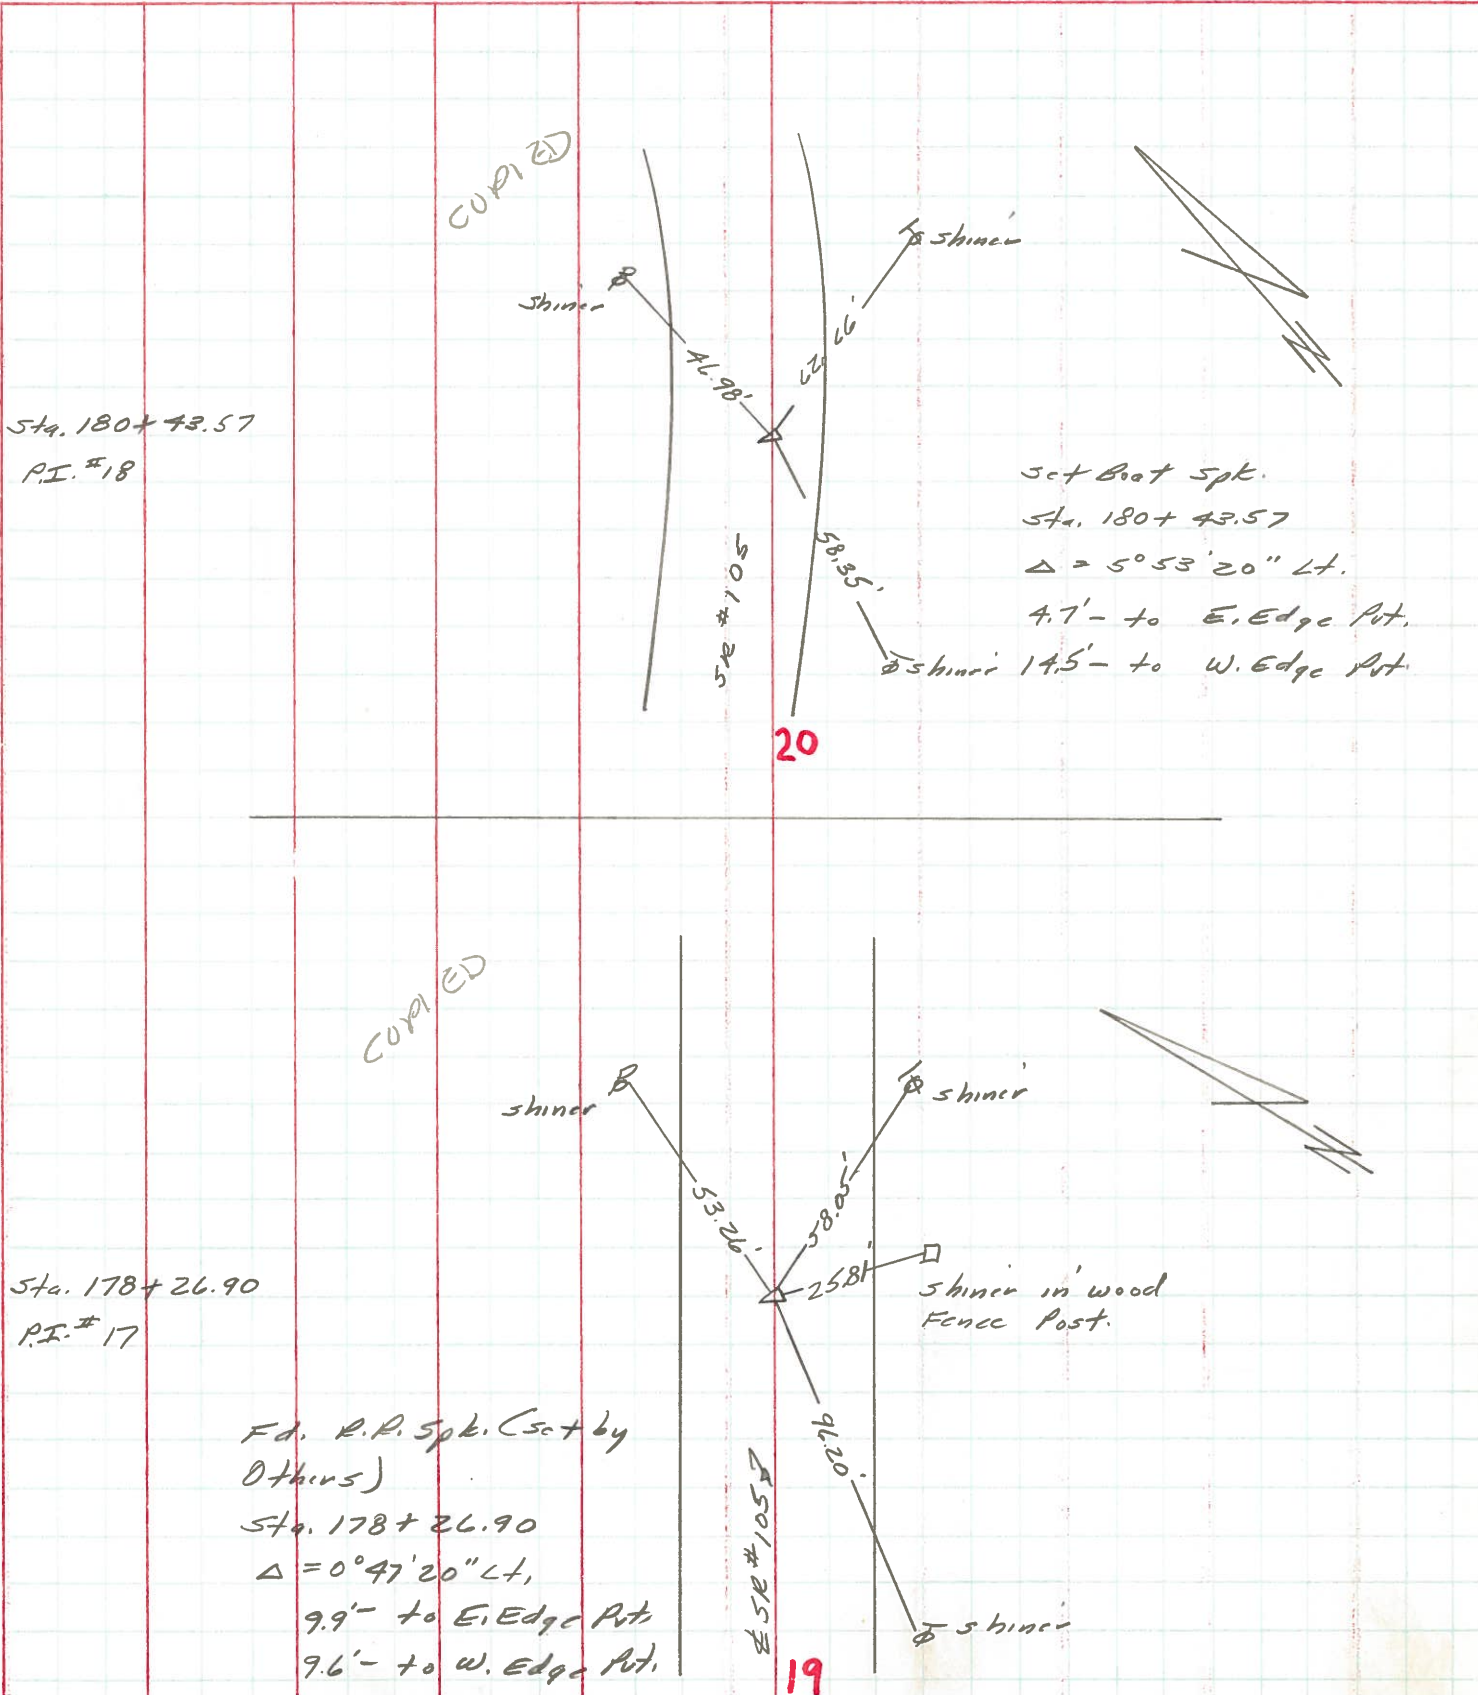 COPIED
shiner
shiner
46.98'
62.66'
Sta. 180+43.57
P.I. #18
Set Boat Spk.
Sta. 180+43.57
Δ = 5°53'20" Lt.
4.7'- to E. Edge Pvt.
14.5'- to W. Edge Pvt.
58.35'
shiner
SR #105
20
COPIED
shiner
shiner
53.26'
58.05'
25.81'
shiner in wood
Fence Post.
Sta. 178+26.90
P.I. #17
96.20'
Fd. R.R. Spk. (Set by
Others)
Sta. 178+26.90
Δ = 0°47'20" Lt.
9.9'- to E. Edge Pvt.
9.6'- to W. Edge Pvt.
SR #105
shiner
19